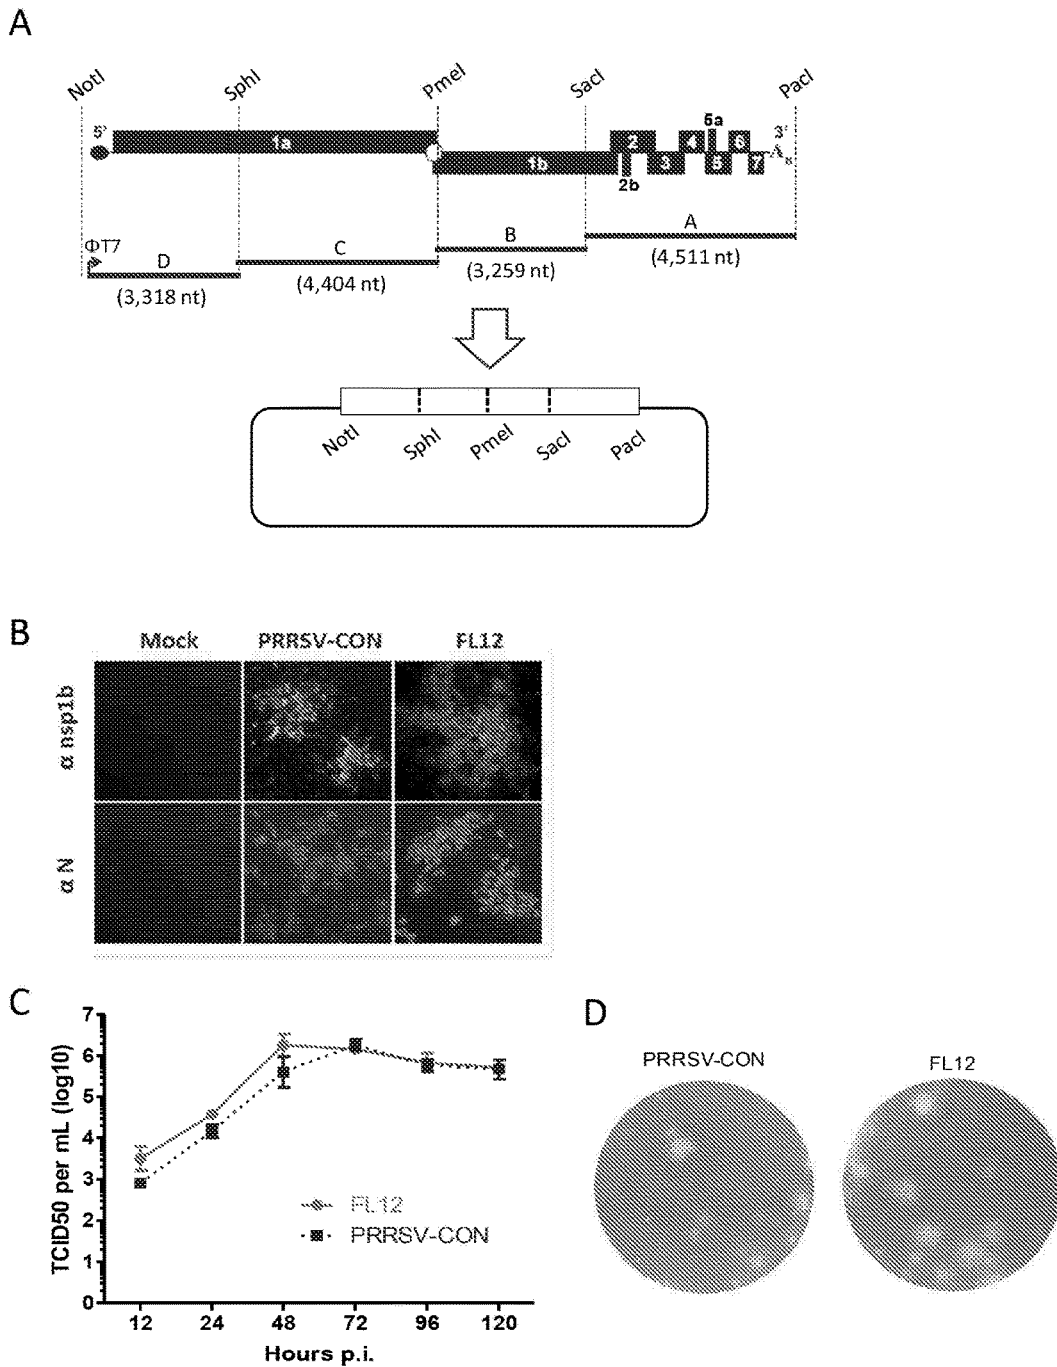 A
NotI
SphI
PmeI
SacI
PacI
5'
3'
1a
1b
2
2b
3
4
5a
5
6
7
ΦT7
D
(3,318 nt)
C
(4,404 nt)
B
(3,259 nt)
A
(4,511 nt)
NotI
SphI
PmeI
SacI
PacI
B
Mock PRRSV-CON FL12
α nsp1b
α N
C
TCID50 per mL (log10)
7
6
5
4
3
2
1
0
FL12
PRRSV-CON
12 24 48 72 96 120
Hours p.i.
D
PRRSV-CON
FL12